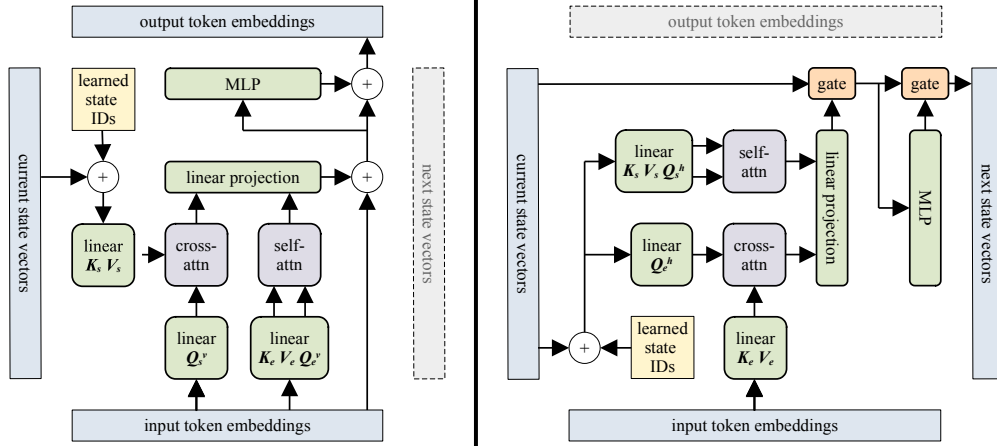 output token embeddings
current state vectors
learned
state
IDs
MLP
+
+
linear projection
+
next state vectors
linear
K_s V_s
cross-
attn
self-
attn
linear
Q_s^v
linear
K_e V_e Q_e^v
input token embeddings
output token embeddings
current state vectors
gate
gate
next state vectors
linear
K_s V_s Q_s^h
self-
attn
linear projection
MLP
linear
Q_e^h
cross-
attn
+
learned
state
IDs
linear
K_e V_e
input token embeddings